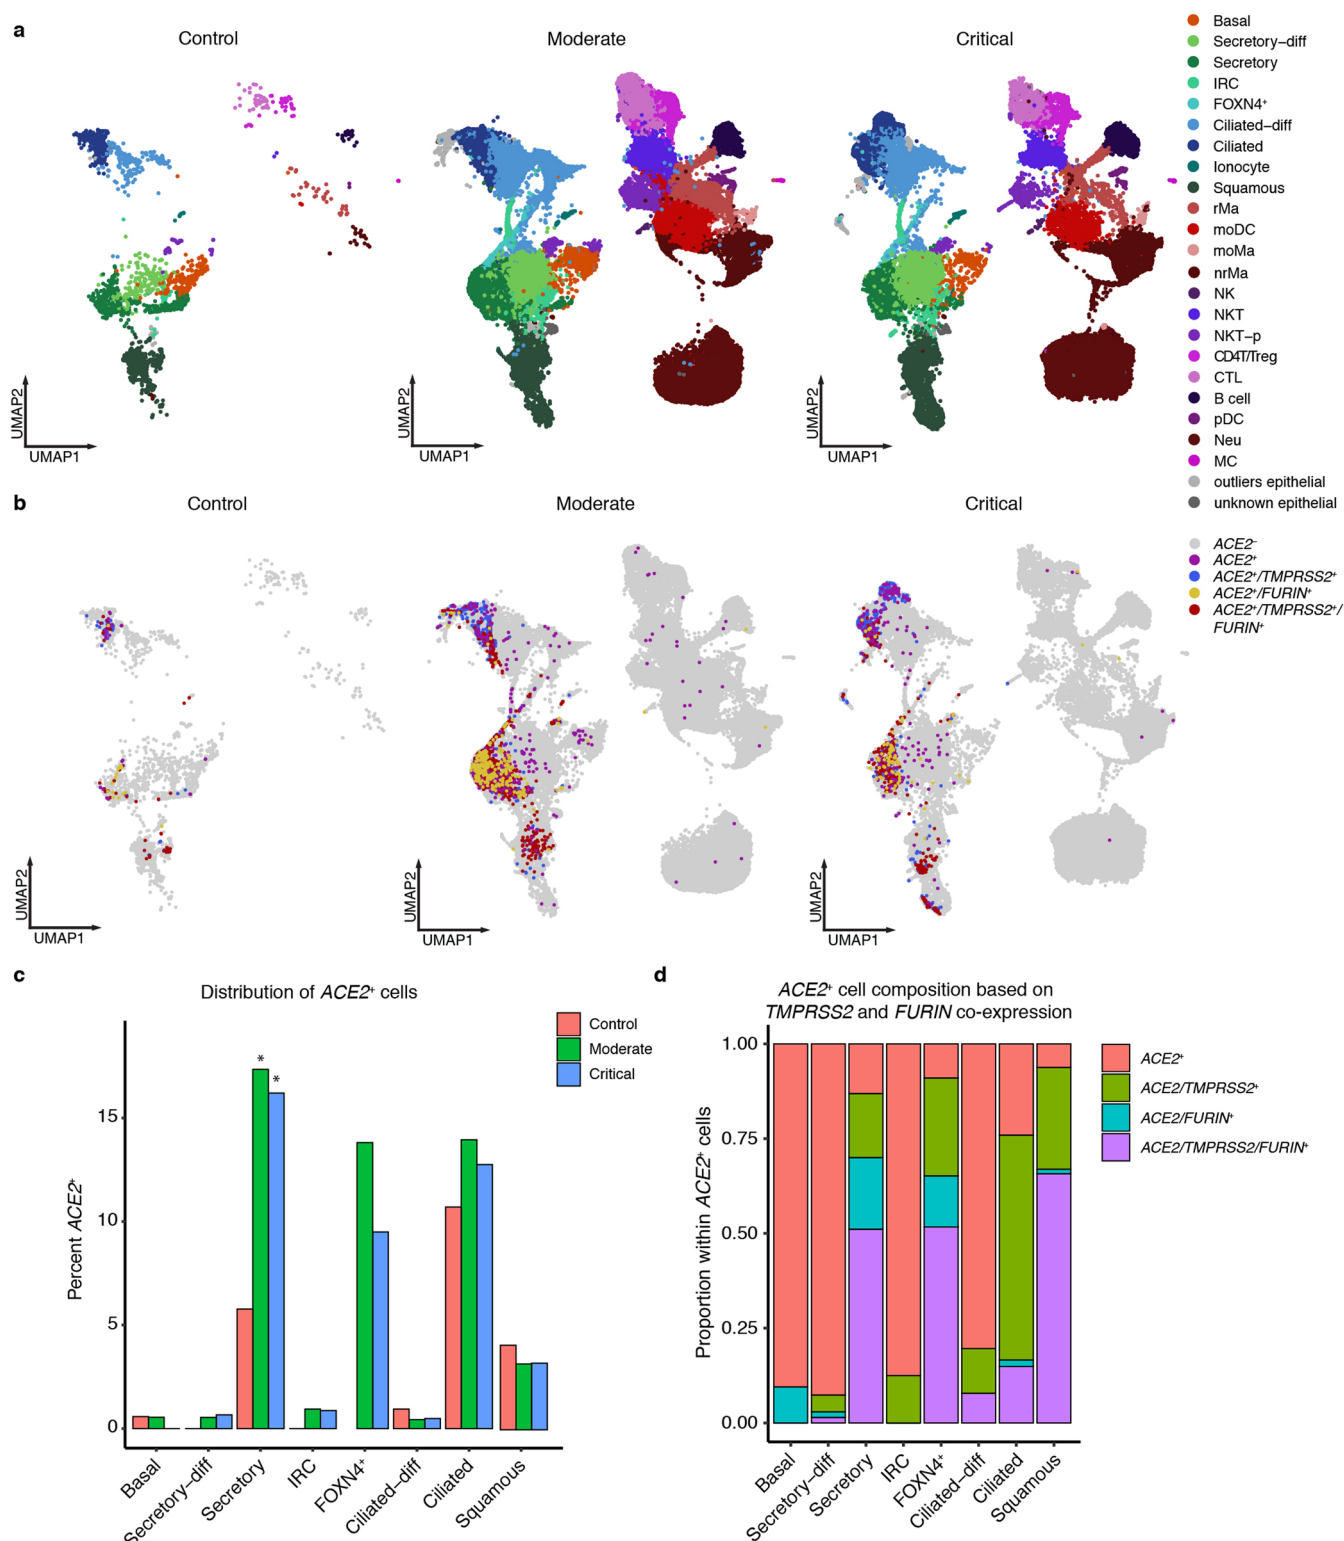 a
Control
Moderate
Critical
Basal
Secretory–diff
Secretory
IRC
FOXN4⁺
Ciliated–diff
Ciliated
Ionocyte
Squamous
rMa
moDC
moMa
nrMa
NK
NKT
NKT–p
CD4T/Treg
CTL
B cell
pDC
Neu
MC
outliers epithelial
unknown epithelial
UMAP2
UMAP1
UMAP2
UMAP1
UMAP2
UMAP1
b
Control
Moderate
Critical
ACE2⁻
ACE2⁺
ACE2⁺/TMPRSS2⁺
ACE2⁺/FURIN⁺
ACE2⁺/TMPRSS2⁺/
FURIN⁺
UMAP2
UMAP1
UMAP2
UMAP1
UMAP2
UMAP1
c
Distribution of ACE2⁺ cells
Control
Moderate
Critical
Percent ACE2⁺
15
10
5
0
* *
Basal
Secretory–diff
Secretory
IRC
FOXN4⁺
Ciliated–diff
Ciliated
Squamous
d
ACE2⁺ cell composition based on
TMPRSS2 and FURIN co-expression
ACE2⁺
ACE2/TMPRSS2⁺
ACE2/FURIN⁺
ACE2/TMPRSS2/FURIN⁺
Proportion within ACE2⁺ cells
1.00
0.75
0.50
0.25
0.00
Basal
Secretory–diff
Secretory
IRC
FOXN4⁺
Ciliated–diff
Ciliated
Squamous